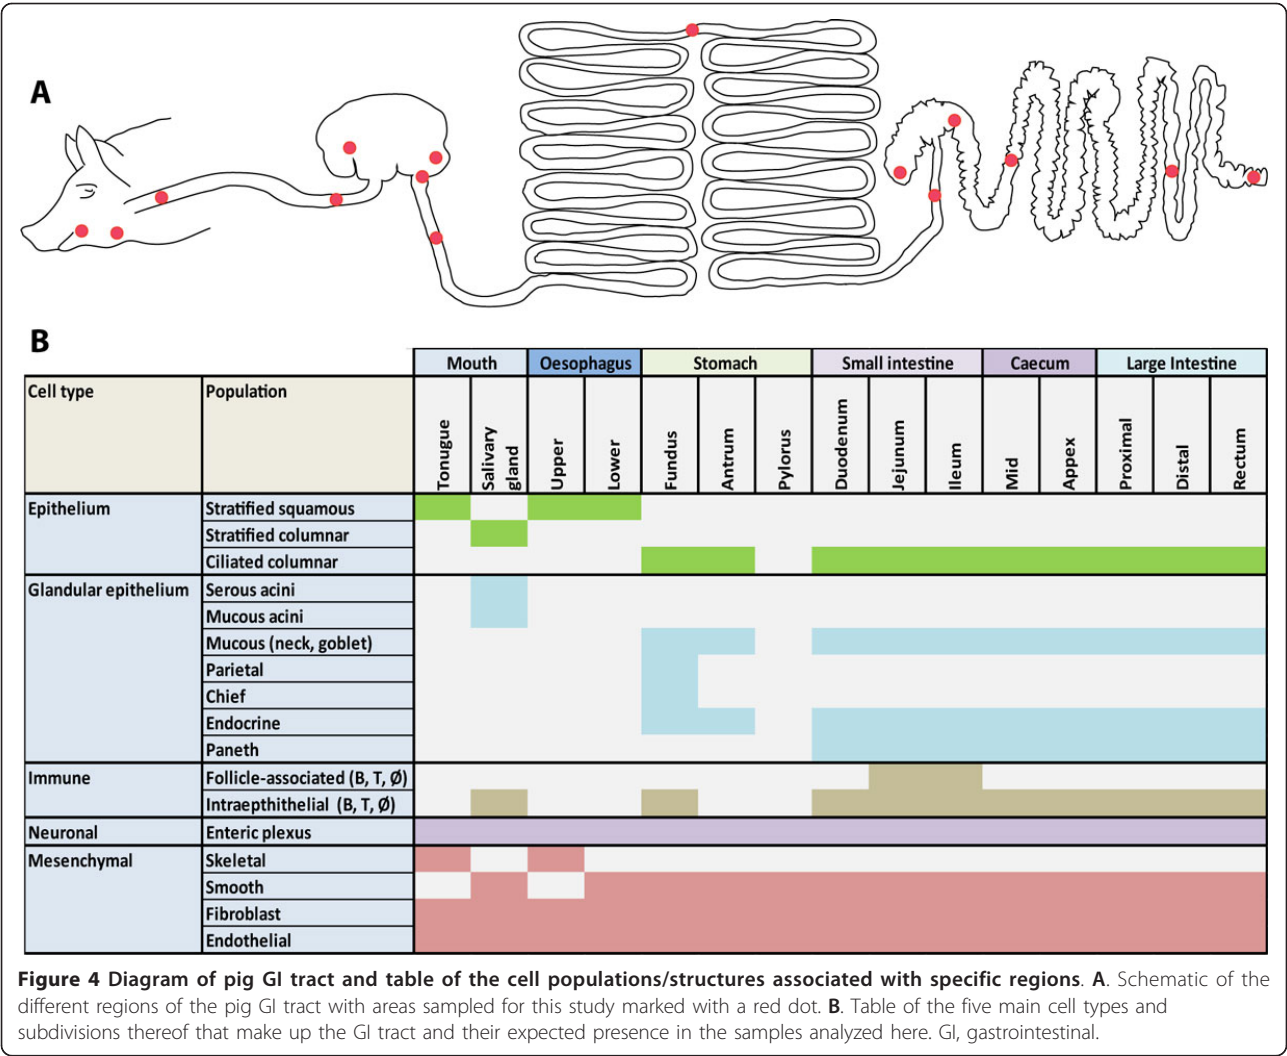 A
B
Mouth Oesophagus Stomach Small intestine Caecum Large Intestine
Cell type Population Tonugue Salivary gland Upper Lower Fundus Antrum Pylorus Duodenum Jejunum Ileum Mid Appex Proximal Distal Rectum
Epithelium Stratified squamous
Stratified columnar
Ciliated columnar
Glandular epithelium Serous acini
Mucous acini
Mucous (neck, goblet)
Parietal
Chief
Endocrine
Paneth
Immune Follicle-associated (B, T, Ø)
Intraepthithelial (B, T, Ø)
Neuronal Enteric plexus
Mesenchymal Skeletal
Smooth
Fibroblast
Endothelial
Figure 4 Diagram of pig GI tract and table of the cell populations/structures associated with specific regions. A. Schematic of the
different regions of the pig GI tract with areas sampled for this study marked with a red dot. B. Table of the five main cell types and
subdivisions thereof that make up the GI tract and their expected presence in the samples analyzed here. GI, gastrointestinal.